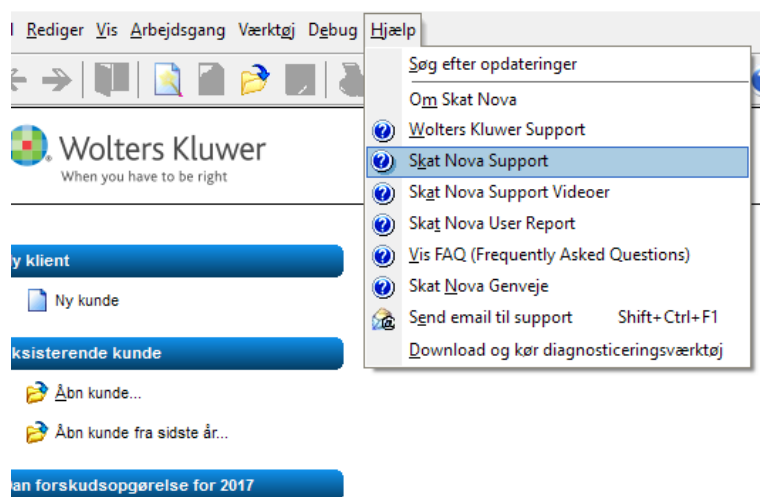 Rediger Vis Arbejdsgang Værktøj Debug Hjælp
Søg efter opdateringer
Om Skat Nova
Wolters Kluwer Support
Skat Nova Support
Skat Nova Support Videoer
Skat Nova User Report
Vis FAQ (Frequently Asked Questions)
Skat Nova Genveje
Send email til support Shift+Ctrl+F1
Download og kør diagnosticeringsværktøj
Wolters Kluwer
When you have to be right
y klient
Ny kunde
ksisterende kunde
Åbn kunde...
Åbn kunde fra sidste år...
an forskudsopgørelse for 2017